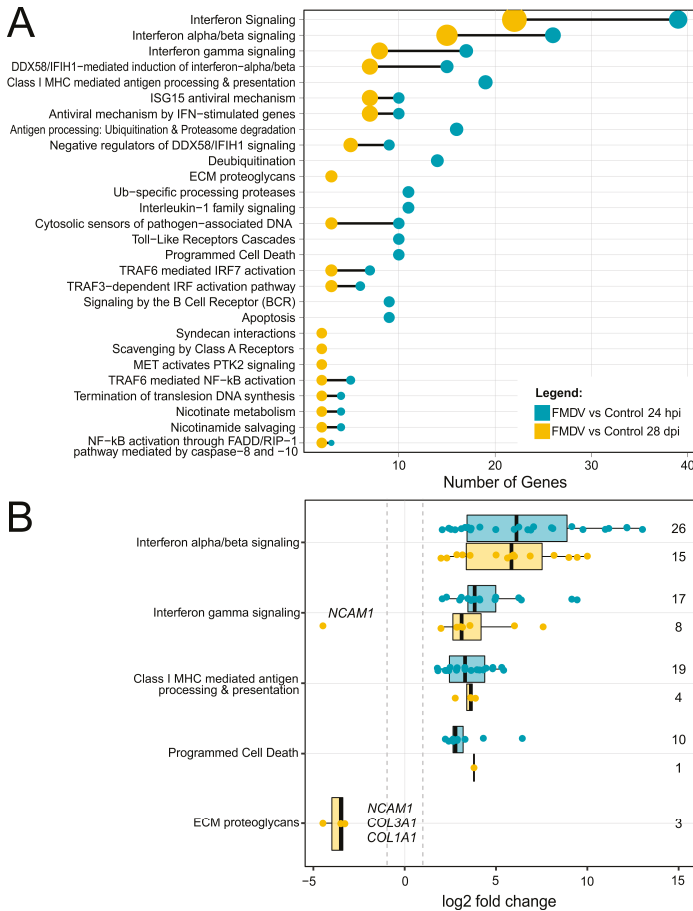 A
Interferon Signaling
Interferon alpha/beta signaling
Interferon gamma signaling
DDX58/IFIH1−mediated induction of interferon−alpha/beta
Class I MHC mediated antigen processing & presentation
ISG15 antiviral mechanism
Antiviral mechanism by IFN−stimulated genes
Antigen processing: Ubiquitination & Proteasome degradation
Negative regulators of DDX58/IFIH1 signaling
Deubiquitination
ECM proteoglycans
Ub−specific processing proteases
Interleukin−1 family signaling
Cytosolic sensors of pathogen−associated DNA
Toll−Like Receptors Cascades
Programmed Cell Death
TRAF6 mediated IRF7 activation
TRAF3−dependent IRF activation pathway
Signaling by the B Cell Receptor (BCR)
Apoptosis
Syndecan interactions
Scavenging by Class A Receptors
MET activates PTK2 signaling
TRAF6 mediated NF−kB activation
Termination of translesion DNA synthesis
Nicotinate metabolism
Nicotinamide salvaging
NF−kB activation through FADD/RIP−1
pathway mediated by caspase−8 and −10
Legend:
FMDV vs Control 24 hpi
FMDV vs Control 28 dpi
10 20 30 40
Number of Genes
B
Interferon alpha/beta signaling
26
15
Interferon gamma signaling
NCAM1
17
8
Class I MHC mediated antigen
processing & presentation
19
4
Programmed Cell Death
10
1
ECM proteoglycans
NCAM1
COL3A1
COL1A1
3
−5 0 5 10 15
log2 fold change